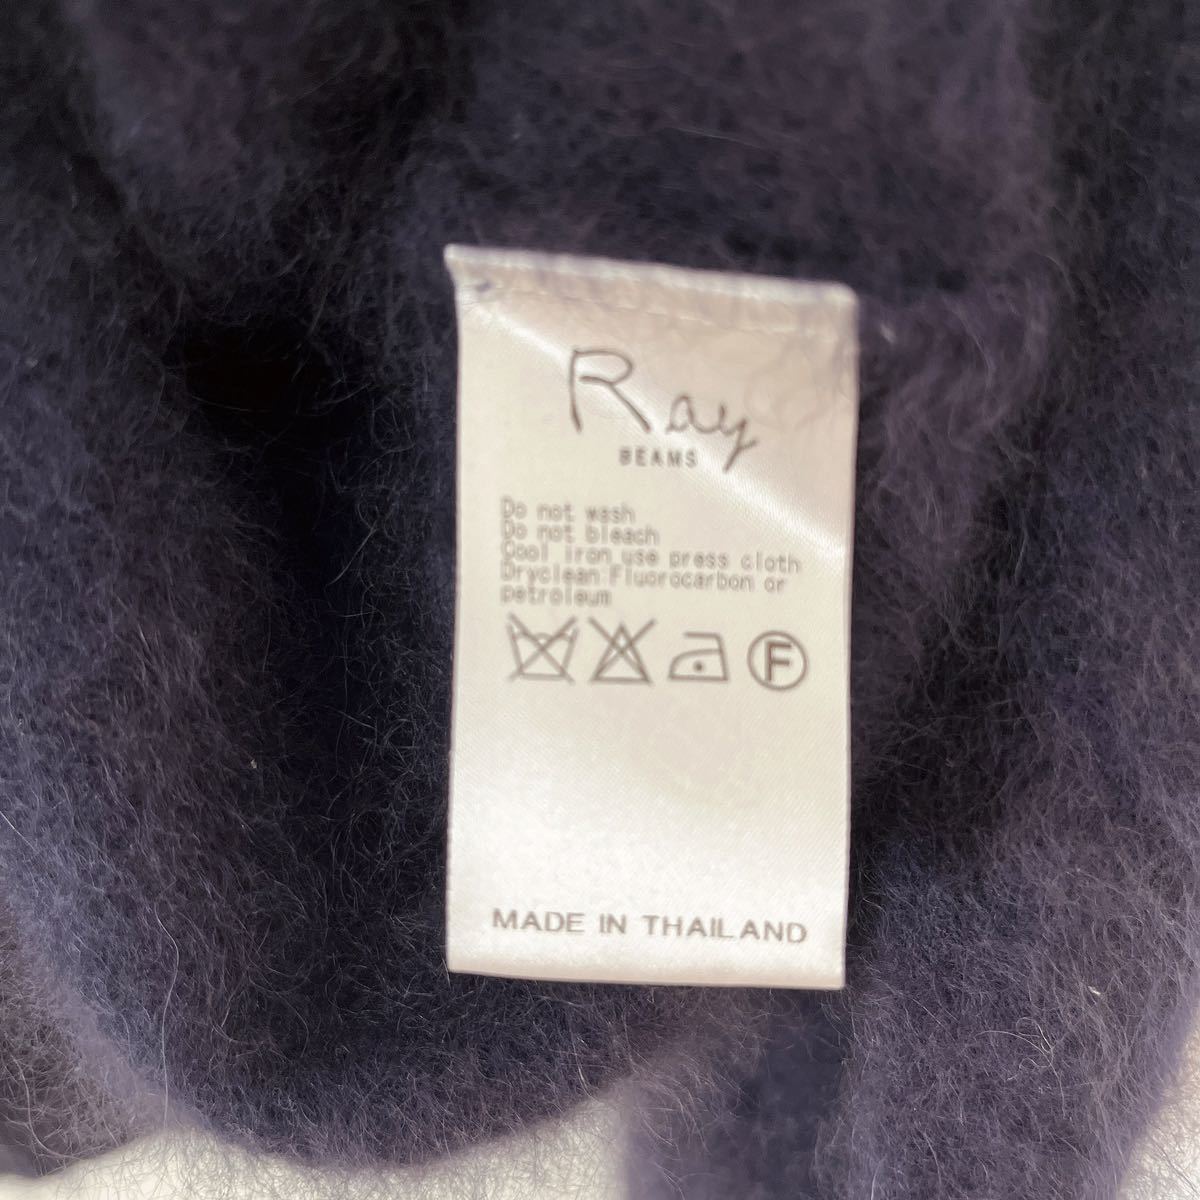 Ray
BEAMS
Do not wash
Do not bleach
Cool iron use press cloth
Dryclean:Fluorocarbon or
petroleum
F
MADE IN THAILAND